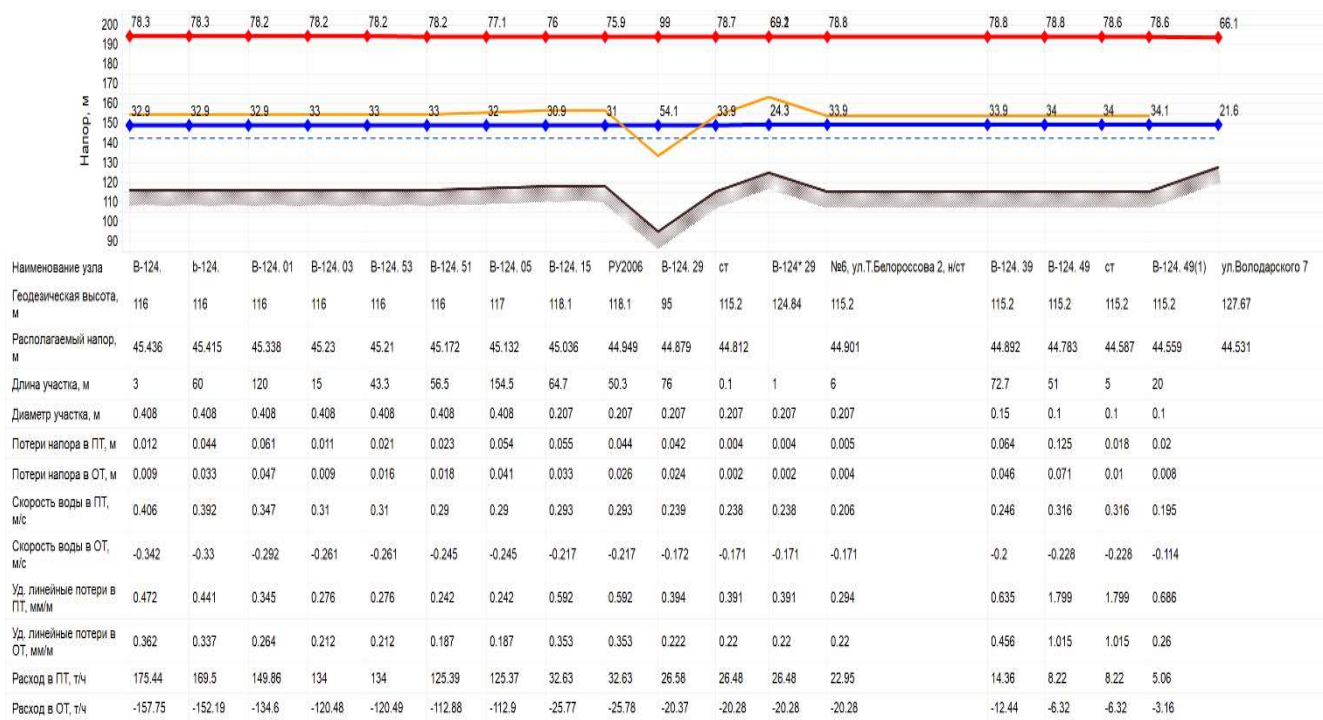 200 78.3 78.3 78.2 78.2 78.2 78.2 77.1 76 75.9 99 78.7 78.8 78.8 78.8 78.6 78.6 66.1
190
180
170
160 32.9 32.9 32.9 33 33 33 32 30.9 31 54.1 33.9 24.3 33.9 33.9 34 34 34.1 21.6
150
140
130
120
110
100
90
Напор, м
Наименование узла В-124. b-124. В-124. 01 В-124. 03 В-124. 53 В-124. 51 В-124. 05 В-124. 15 РУ2006 В-124. 29 ст В-124* 29 №6, ул.Т.Белороссова 2, н/ст В-124. 39 В-124. 49 ст В-124. 49(1) ул.Володарского 7
Геодезическая высота,
м 116 116 116 116 116 116 117 118.1 118.1 95 115.2 124.84 115.2 115.2 115.2 115.2 115.2 127.67
Располагаемый напор,
м 45.436 45.415 45.338 45.23 45.21 45.172 45.132 45.036 44.949 44.879 44.812 44.901 44.892 44.783 44.587 44.559 44.531
Длина участка, м 3 60 120 15 43.3 56.5 154.5 64.7 50.3 76 0.1 1 6 72.7 51 5 20
Диаметр участка, м 0.408 0.408 0.408 0.408 0.408 0.408 0.408 0.207 0.207 0.207 0.207 0.207 0.207 0.15 0.1 0.1 0.1
Потери напора в ПТ, м 0.012 0.044 0.061 0.011 0.021 0.023 0.054 0.055 0.044 0.042 0.004 0.004 0.005 0.064 0.125 0.018 0.02
Потери напора в ОТ, м 0.009 0.033 0.047 0.009 0.016 0.018 0.041 0.033 0.026 0.024 0.002 0.002 0.004 0.046 0.071 0.01 0.008
Скорость воды в ПТ,
м/с 0.406 0.392 0.347 0.31 0.31 0.29 0.29 0.293 0.293 0.239 0.238 0.238 0.206 0.246 0.316 0.316 0.195
Скорость воды в ОТ,
м/с -0.342 -0.33 -0.292 -0.261 -0.261 -0.245 -0.245 -0.217 -0.217 -0.172 -0.171 -0.171 -0.171 -0.2 -0.228 -0.228 -0.114
Уд. линейные потери в
ПТ, мм/м 0.472 0.441 0.345 0.276 0.276 0.242 0.242 0.592 0.592 0.394 0.391 0.391 0.294 0.635 1.799 1.799 0.686
Уд. линейные потери в
ОТ, мм/м 0.362 0.337 0.264 0.212 0.212 0.187 0.187 0.353 0.353 0.222 0.22 0.22 0.22 0.456 1.015 1.015 0.26
Расход в ПТ, т/ч 175.44 169.5 149.86 134 134 125.39 125.37 32.63 32.63 26.58 26.48 26.48 22.95 14.36 8.22 8.22 5.06
Расход в ОТ, т/ч -157.75 -152.19 -134.6 -120.48 -120.49 -112.88 -112.9 -25.77 -25.78 -20.37 -20.28 -20.28 -20.28 -12.44 -6.32 -6.32 -3.16